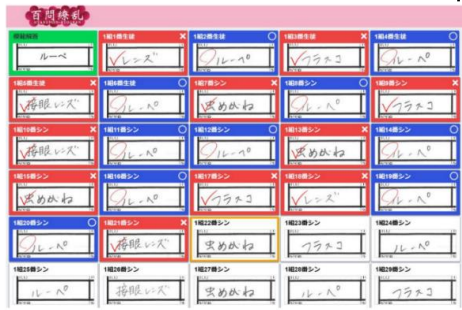 百問繚乱
模範解答 1組1番生徒 × 1組2番生徒 ○ 1組3番生徒 × 1組4番生徒 ○
ルーペ レンズ ルーペ フラスコ ルーペ
1組5番生徒 × 1組6番生徒 ○ 1組7番シン × 1組8番シン ○ 1組9番シン ×
接眼レンズ ルーペ 虫めがね ルーペ フラスコ
1組10番シン × 1組11番シン ○ 1組12番シン ○ 1組13番シン × 1組14番シン ○
接眼レンズ ルーペ ルーペ 虫めがね ルーペ
1組15番シン × 1組16番シン ○ 1組17番シン × 1組18番シン × 1組19番シン ○
虫めがね ルーペ フラスコ レンズ ルーペ
1組20番シン ○ 1組21番シン × 1組22番シン 1組23番シン 1組24番シン
ルーペ 接眼レンズ 虫めがね フラスコ ルーペ
1組25番シン 1組26番シン 1組27番シン 1組28番シン 1組29番シン
ルーペ 接眼レンズ 虫めがね ルーペ フラスコ